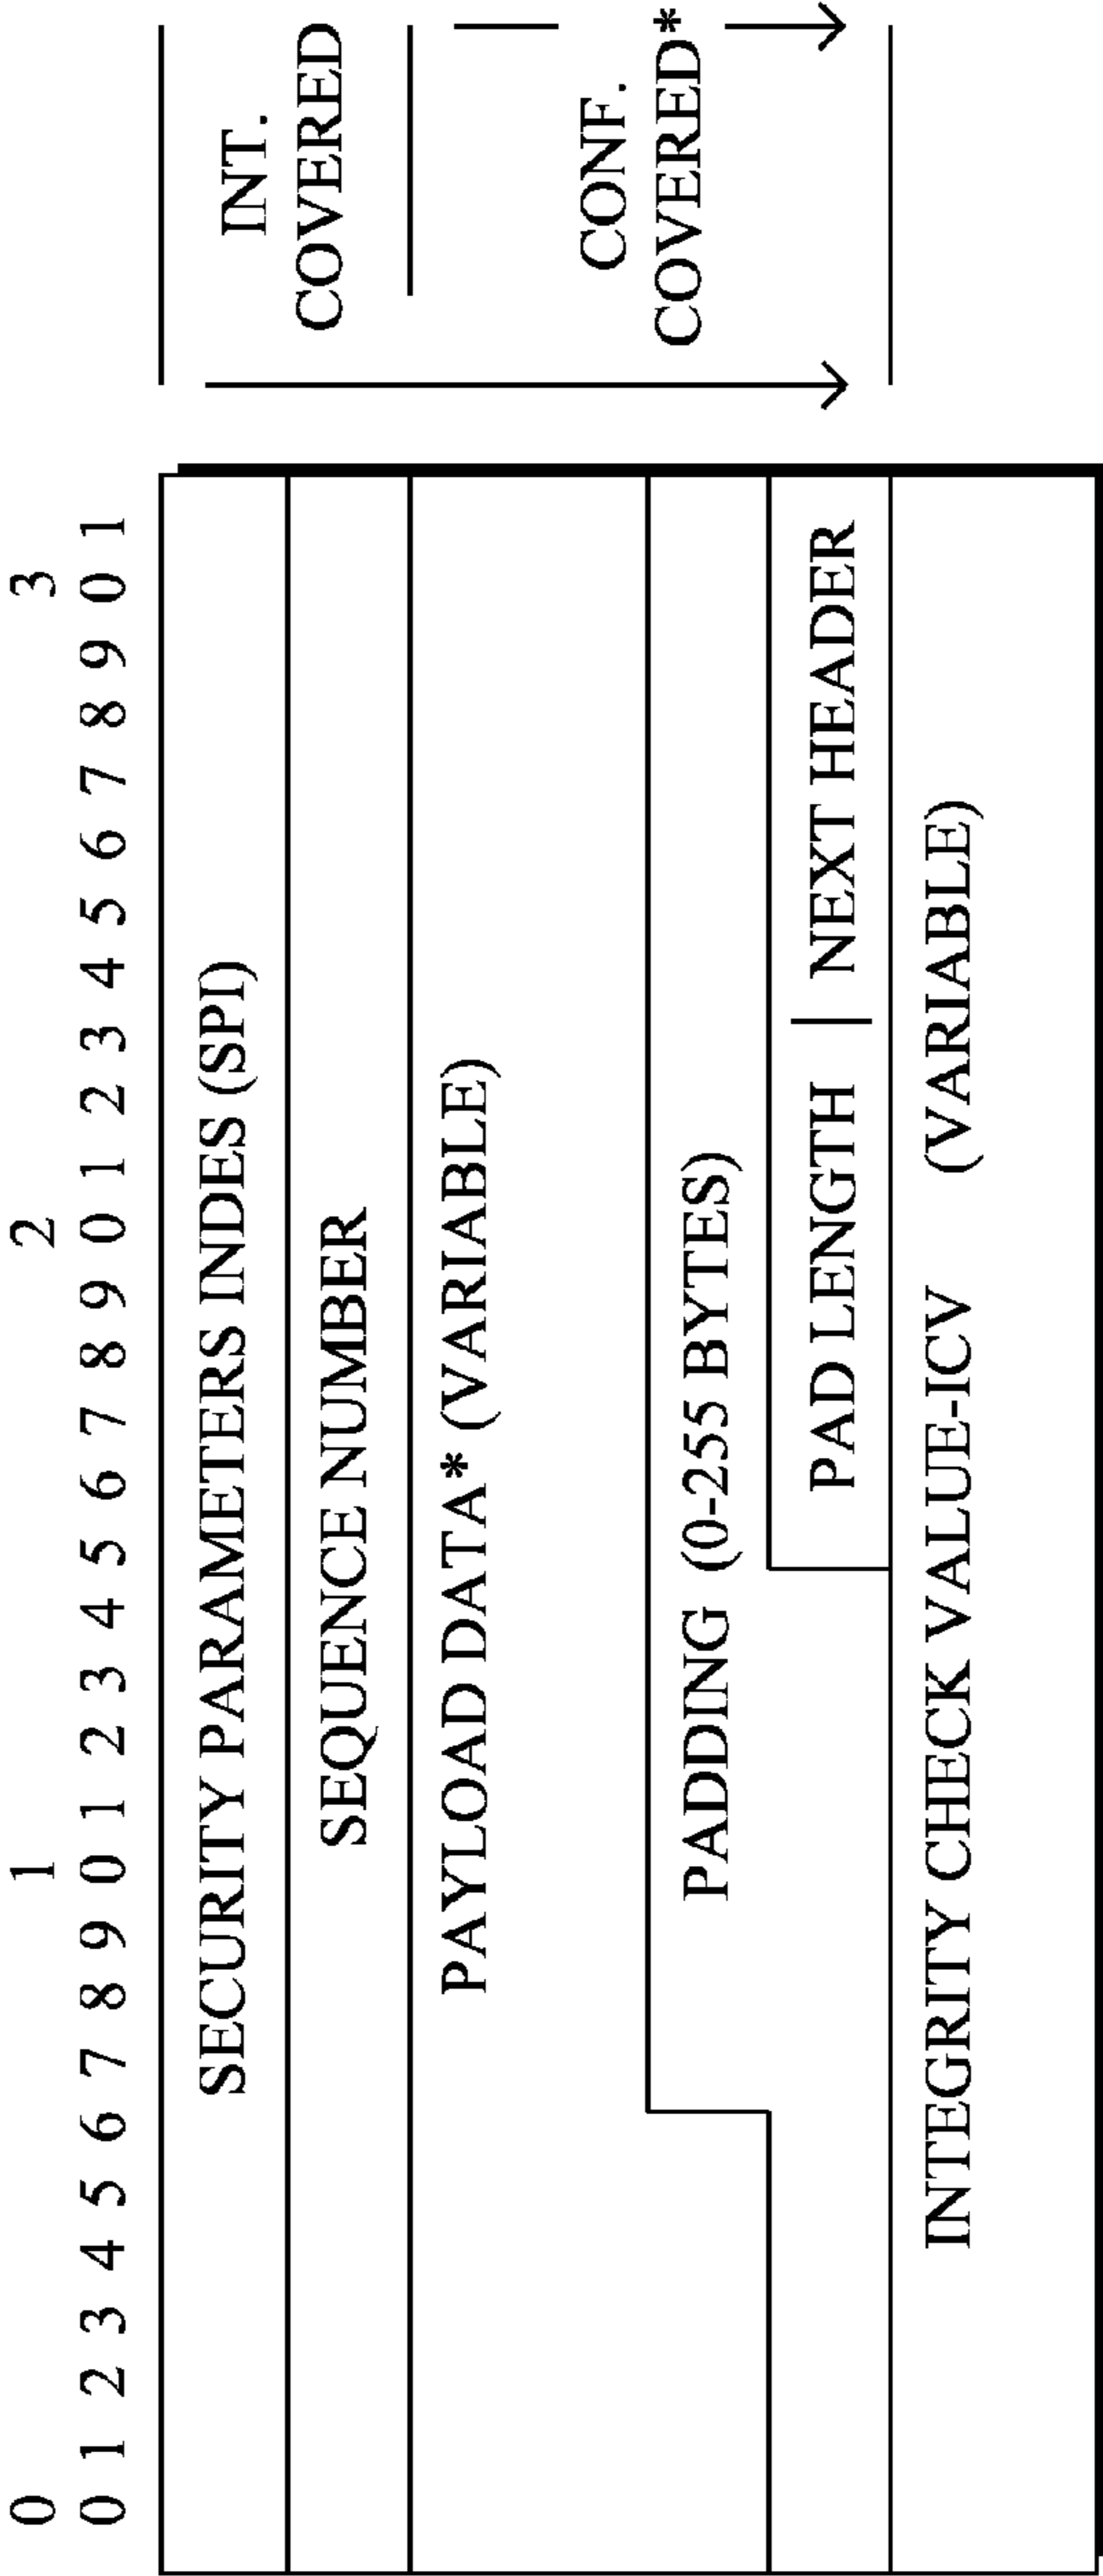 0 1 2 3
0 1 2 3 4 5 6 7 8 9 0 1 2 3 4 5 6 7 8 9 0 1 2 3 4 5 6 7 8 9 0 1
SECURITY PARAMETERS INDES (SPI)
SEQUENCE NUMBER
PAYLOAD DATA* (VARIABLE)
PADDING (0-255 BYTES)
PAD LENGTH | NEXT HEADER
INTEGRITY CHECK VALUE-ICV (VARIABLE)
INT.
COVERED
CONF.
COVERED*